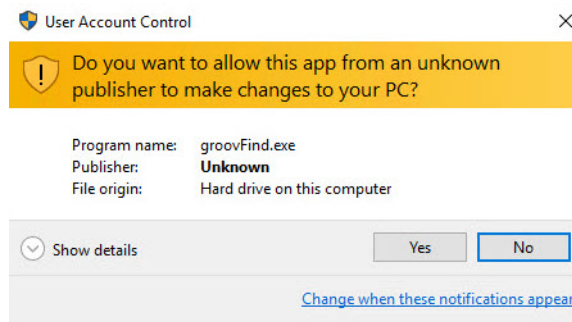 User Account Control
Do you want to allow this app from an unknown
publisher to make changes to your PC?
Program name: groovFind.exe
Publisher: Unknown
File origin: Hard drive on this computer
Show details
Yes
No
Change when these notifications appear